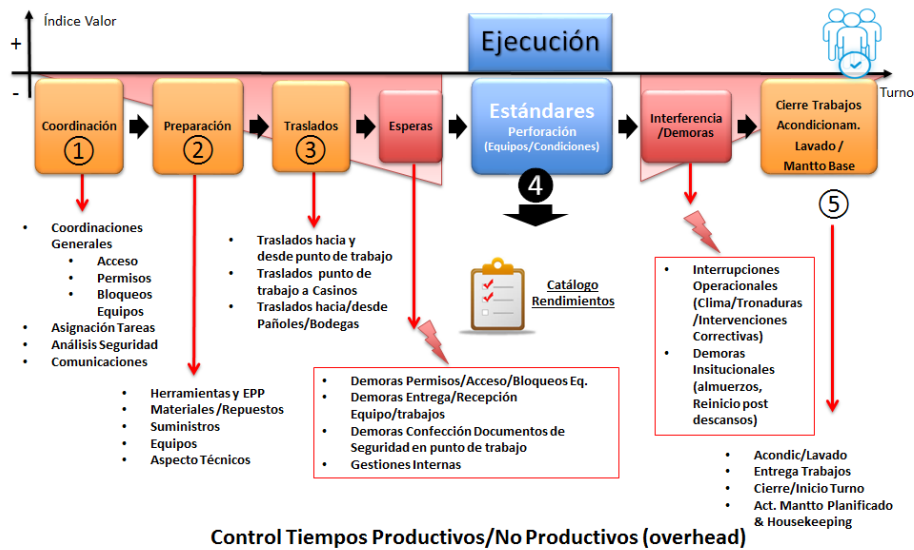 Índice Valor
+
-
Ejecución
Turno
Coordinación
1
Preparación
2
Traslados
3
Esperas
Estándares
Perforación
(Equipos/Condiciones)
4
Interferencia
/Demoras
Cierre Trabajos
Acondicionam.
Lavado /
Mantto Base
5
• Coordinaciones
Generales
• Acceso
• Permisos
• Bloqueos
Equipos
• Asignación Tareas
• Análisis Seguridad
• Comunicaciones
• Herramientas y EPP
• Materiales/Repuestos
• Suministros
• Equipos
• Aspecto Técnicos
• Traslados hacia y
desde punto de trabajo
• Traslados punto de
trabajo a Casinos
• Traslados hacia/desde
Pañoles/Bodegas
• Demoras Permisos/Acceso/Bloqueos Eq.
• Demoras Entrega/Recepción
Equipo/trabajos
• Demoras Confección Documentos de
Seguridad en punto de trabajo
• Gestiones Internas
Catálogo
Rendimientos
• Interrupciones
Operacionales
(Clima/Tronaduras
/Intervenciones
Correctivas)
• Demoras
Insitucionales
(almuerzos,
Reinicio post
descansos)
• Acondic/Lavado
• Entrega Trabajos
• Cierre/Inicio Turno
• Act. Mantto Planificado
& Housekeeping
Control Tiempos Productivos/No Productivos (overhead)